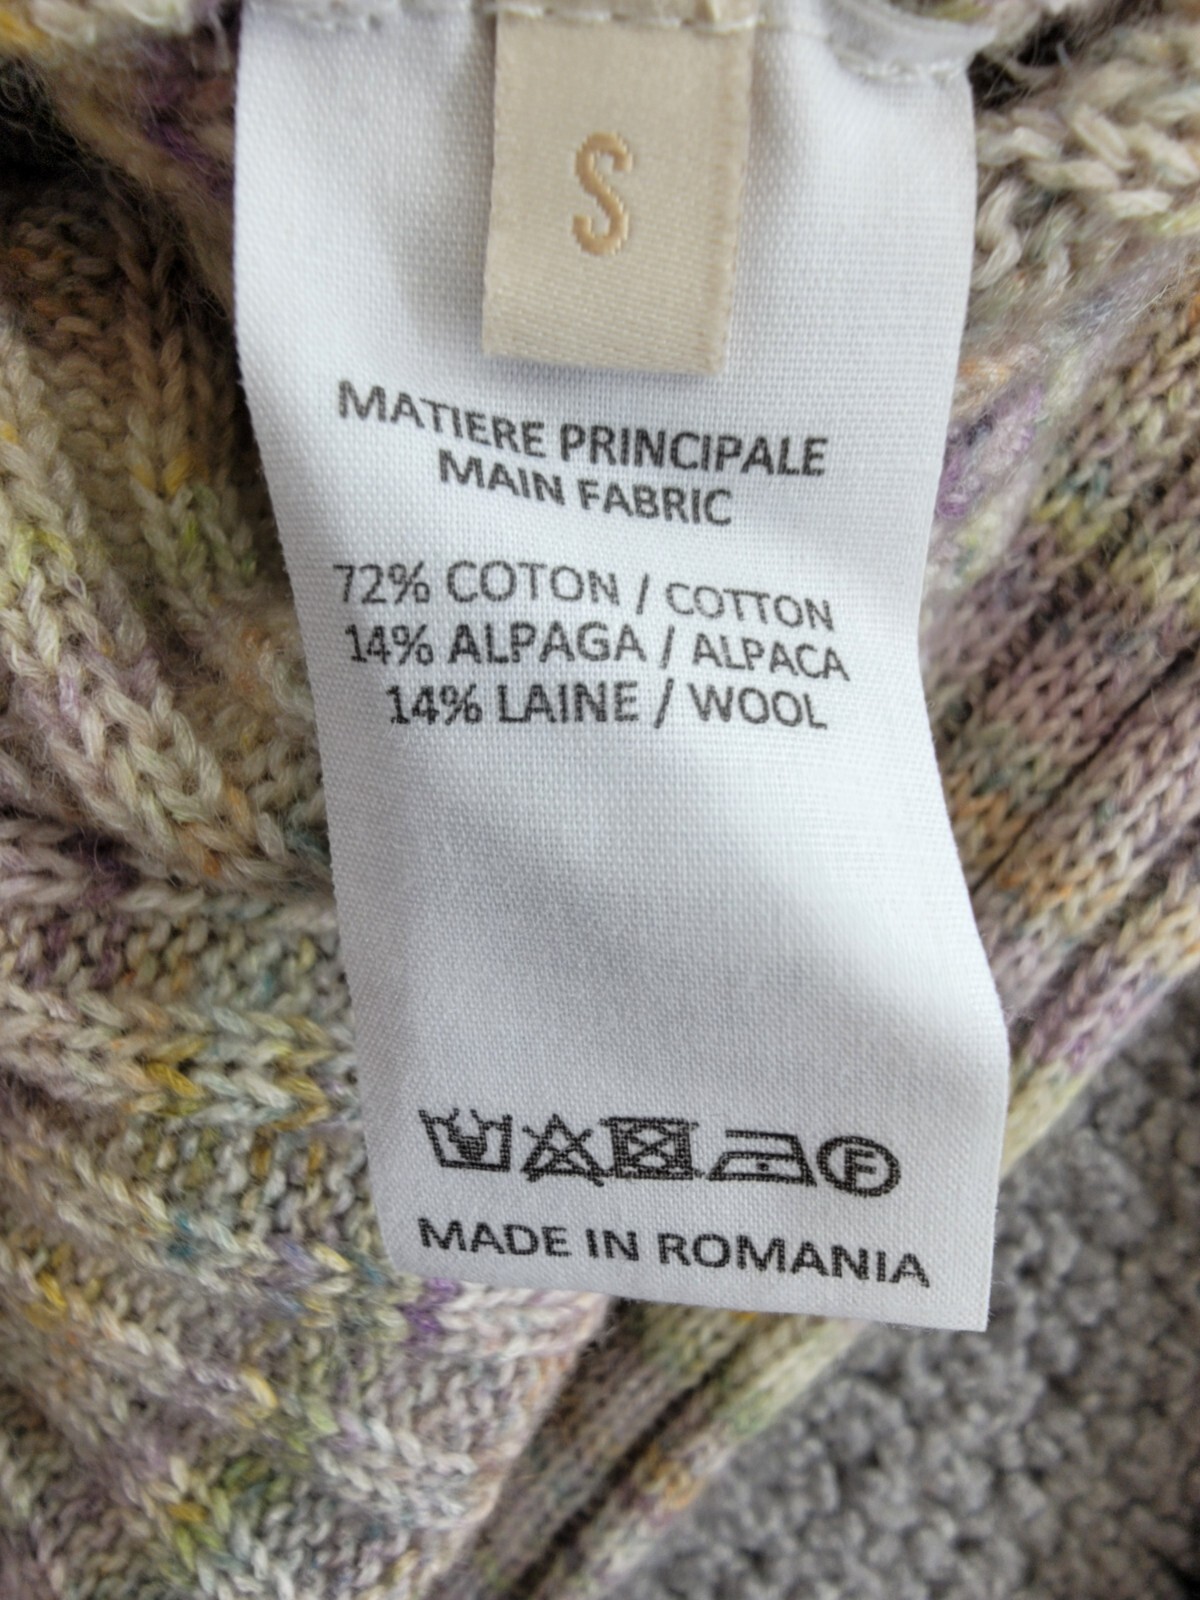 S
MATIERE PRINCIPALE
MAIN FABRIC
72% COTON / COTTON
14% ALPAGA / ALPACA
14% LAINE / WOOL
F
MADE IN ROMANIA